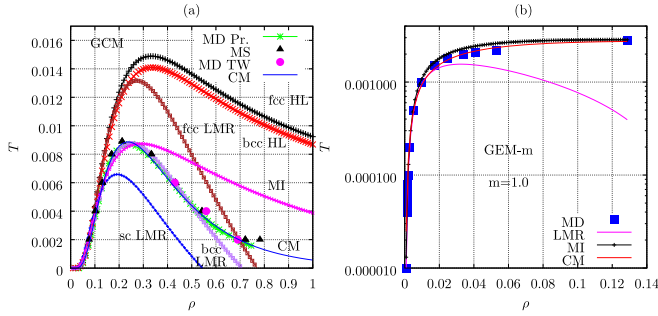 (a)
(b)
0.016
0.014
0.012
0.01
0.008
0.006
0.004
0.002
0
T
GCM
MD Pr.
MS
MD TW
CM
fcc HL
fcc LMR
bcc HL
MI
sc LMR
bcc
LMR
CM
0 0.1 0.2 0.3 0.4 0.5 0.6 0.7 0.8 0.9 1
ρ
T
0.001000
0.000100
0.000010
GEM-m
m=1.0
MD
LMR
MI
CM
0 0.02 0.04 0.06 0.08 0.1 0.12 0.14
ρ